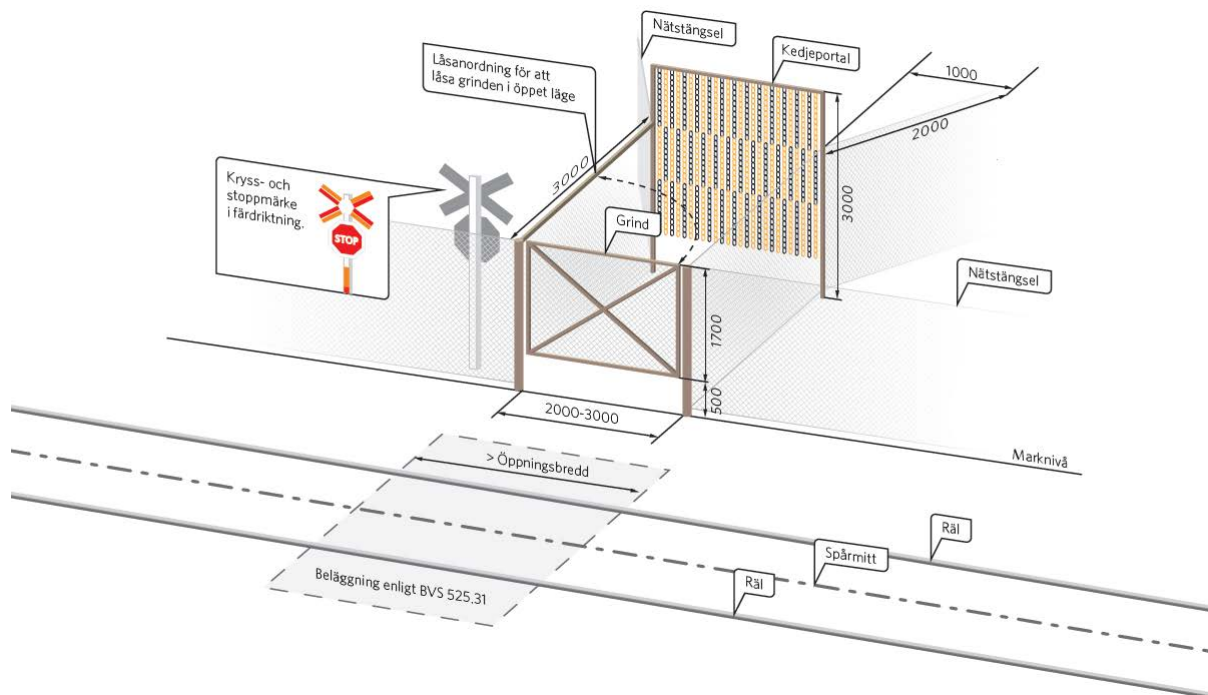 Nätstängsel
Kedjeportal
Låsanordning för att
låsa grinden i öppet läge
1000
2000
3000
Kryss- och
stoppmärke
i färdriktning.
STOP
3000
Grind
Nätstängsel
1700
500
2000-3000
Marknivå
> Öppningsbredd
Räl
Spårmitt
Räl
Beläggning enligt BVS 525.31